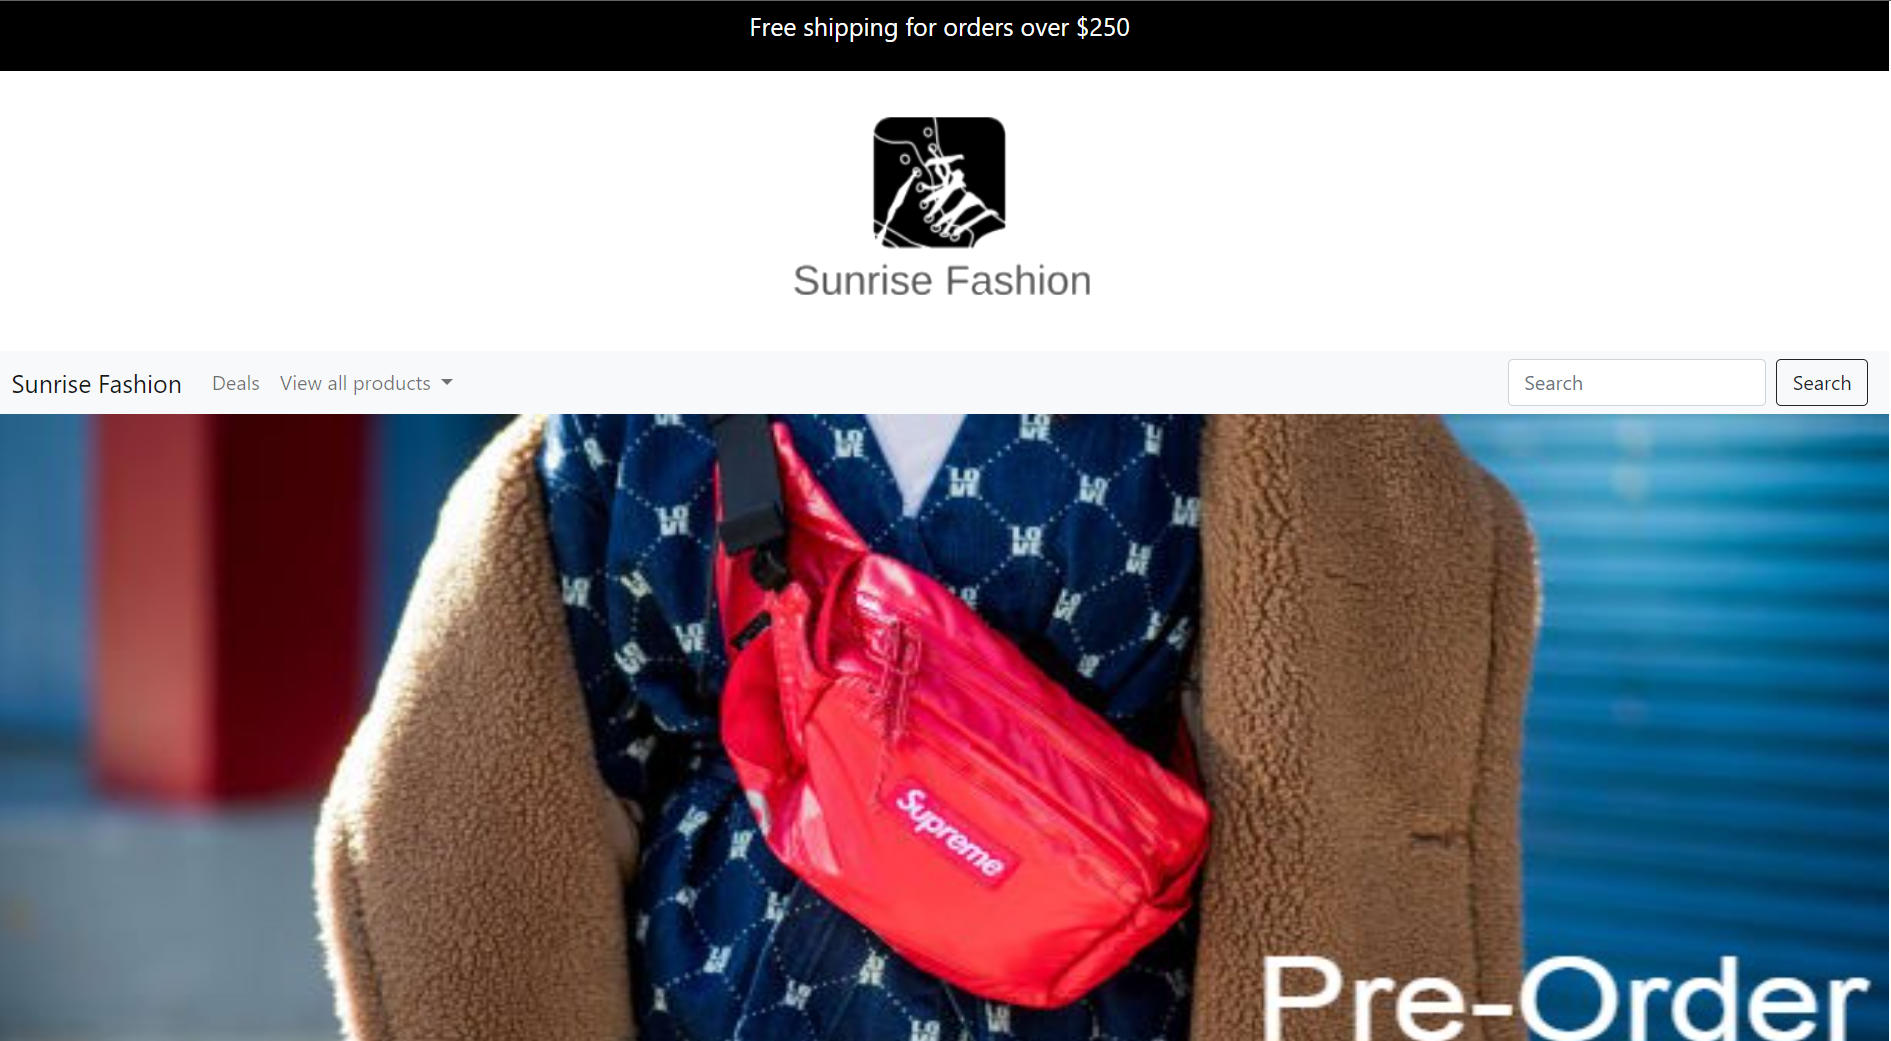 Free shipping for orders over $250
Sunrise Fashion
Sunrise Fashion Deals View all products Search Search
LOVE
Supreme
Pre-Order